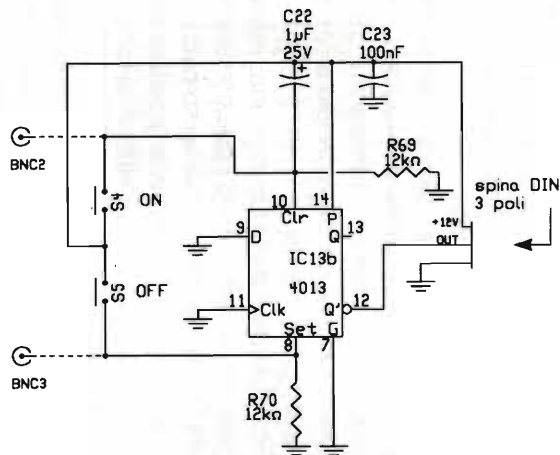 C22
1µF
25V
+
C23
100nF
BNC2
S4
ON
R69
12kΩ
spina DIN
3 poli
+12V
OUT
10
14
Clr
P
9
D
Q
13
IC13b
4013
11
Clk
Q'
12
Set
G
8
7
S5
OFF
BNC3
R70
12kΩ